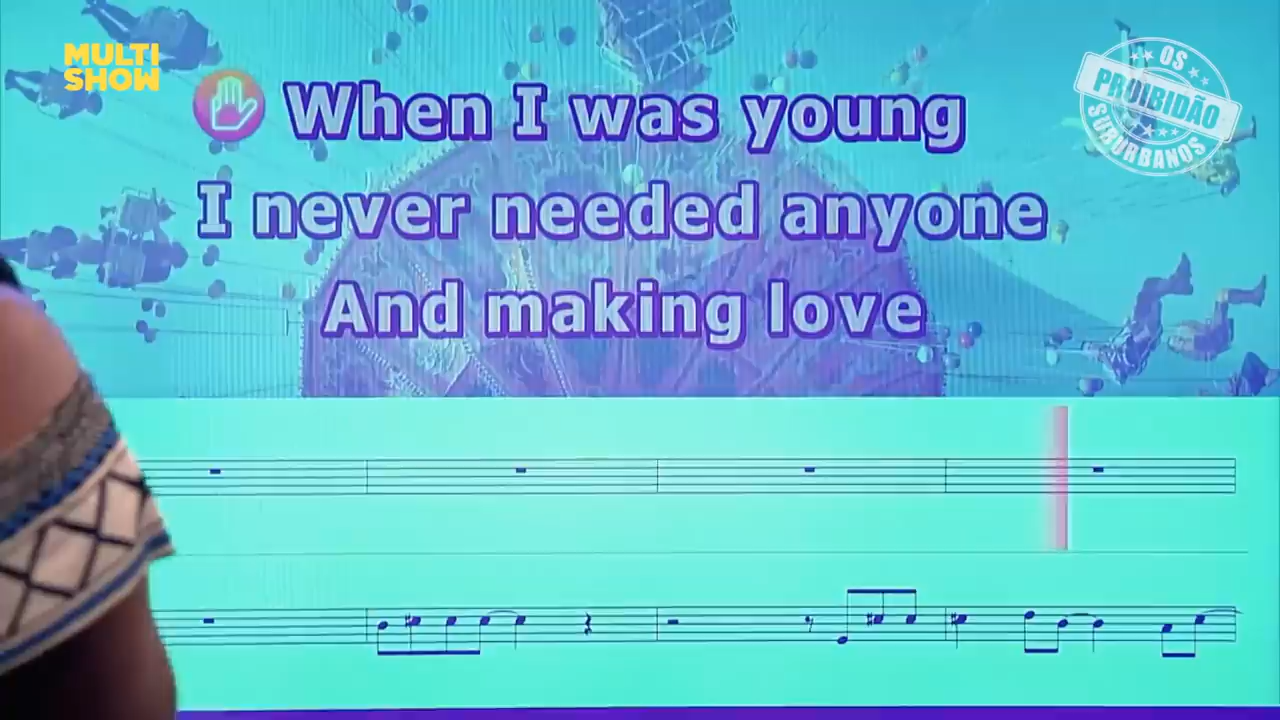 MULTI
SHOW
OS
PROIBIDÃO
SUBURBANOS
When I was young
I never needed anyone
And making love